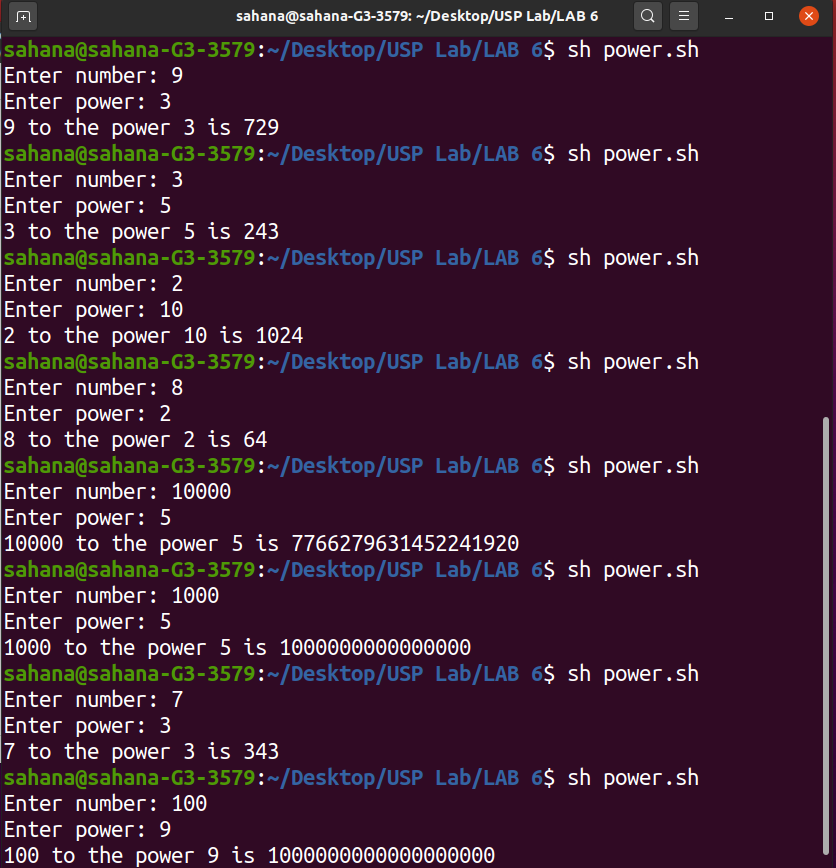 sahana@sahana-G3-3579: ~/Desktop/USP Lab/LAB 6
sahana@sahana-G3-3579:~/Desktop/USP Lab/LAB 6$ sh power.sh
Enter number: 9
Enter power: 3
9 to the power 3 is 729
sahana@sahana-G3-3579:~/Desktop/USP Lab/LAB 6$ sh power.sh
Enter number: 3
Enter power: 5
3 to the power 5 is 243
sahana@sahana-G3-3579:~/Desktop/USP Lab/LAB 6$ sh power.sh
Enter number: 2
Enter power: 10
2 to the power 10 is 1024
sahana@sahana-G3-3579:~/Desktop/USP Lab/LAB 6$ sh power.sh
Enter number: 8
Enter power: 2
8 to the power 2 is 64
sahana@sahana-G3-3579:~/Desktop/USP Lab/LAB 6$ sh power.sh
Enter number: 10000
Enter power: 5
10000 to the power 5 is 7766279631452241920
sahana@sahana-G3-3579:~/Desktop/USP Lab/LAB 6$ sh power.sh
Enter number: 1000
Enter power: 5
1000 to the power 5 is 1000000000000000
sahana@sahana-G3-3579:~/Desktop/USP Lab/LAB 6$ sh power.sh
Enter number: 7
Enter power: 3
7 to the power 3 is 343
sahana@sahana-G3-3579:~/Desktop/USP Lab/LAB 6$ sh power.sh
Enter number: 100
Enter power: 9
100 to the power 9 is 1000000000000000000